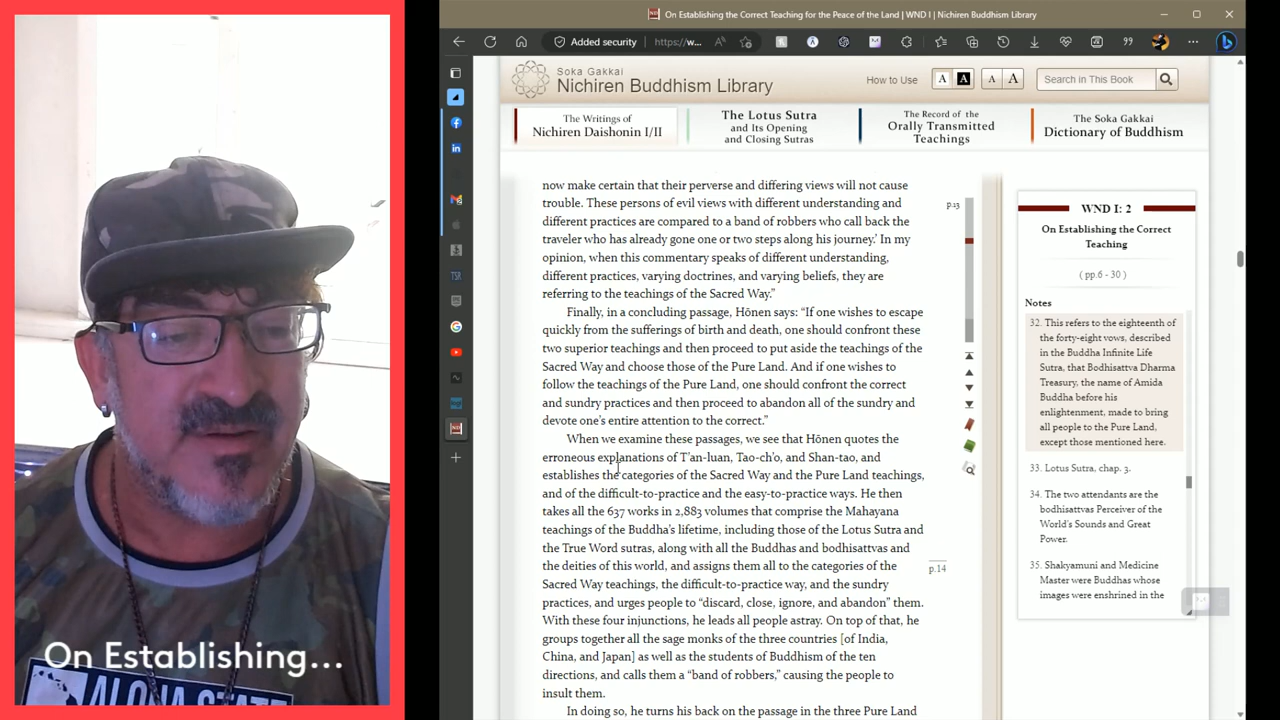 On Establishing the Correct Teaching for the Peace of the Land | WND I | Nichiren Buddhism Library
Added security
https://w...
Soka Gakkai
Nichiren Buddhism Library
How to Use
A A A A
Search in This Book
The Writings of
Nichiren Daishonin I/II
The Lotus Sutra
and Its Opening
and Closing Sutras
The Record of the
Orally Transmitted
Teachings
The Soka Gakkai
Dictionary of Buddhism
now make certain that their perverse and differing views will not cause
trouble. These persons of evil views with different understanding and
different practices are compared to a band of robbers who call back the
traveler who has already gone one or two steps along his journey.’ In my
opinion, when this commentary speaks of different understanding,
different practices, varying doctrines, and varying beliefs, they are
referring to the teachings of the Sacred Way.”
Finally, in a concluding passage, Hōnen says: “If one wishes to escape
quickly from the sufferings of birth and death, one should confront these
two superior teachings and then proceed to put aside the teachings of the
Sacred Way and choose those of the Pure Land. And if one wishes to
follow the teachings of the Pure Land, one should confront the correct
and sundry practices and then proceed to abandon all of the sundry and
devote one’s entire attention to the correct.”
When we examine these passages, we see that Hōnen quotes the
erroneous explanations of T’an-luan, Tao-ch’o, and Shan-tao, and
establishes the categories of the Sacred Way and the Pure Land teachings,
and of the difficult-to-practice and the easy-to-practice ways. He then
takes all the 637 works in 2,883 volumes that comprise the Mahayana
teachings of the Buddha’s lifetime, including those of the Lotus Sutra and
the True Word sutras, along with all the Buddhas and bodhisattvas and
the deities of this world, and assigns them all to the categories of the
Sacred Way teachings, the difficult-to-practice way, and the sundry
practices, and urges people to “discard, close, ignore, and abandon” them.
With these four injunctions, he leads all people astray. On top of that, he
groups together all the sage monks of the three countries [of India,
China, and Japan] as well as the students of Buddhism of the ten
directions, and calls them a “band of robbers,” causing the people to
insult them.
In doing so, he turns his back on the passage in the three Pure Land
p.13
p.14
WND I: 2
On Establishing the Correct
Teaching
( pp.6 - 30 )
Notes
32. This refers to the eighteenth of
the forty-eight vows, described
in the Buddha Infinite Life
Sutra, that Bodhisattva Dharma
Treasury, the name of Amida
Buddha before his
enlightenment, made to bring
all people to the Pure Land,
except those mentioned here.
33. Lotus Sutra, chap. 3.
34. The two attendants are the
bodhisattvas Perceiver of the
World’s Sounds and Great
Power.
35. Shakyamuni and Medicine
Master were Buddhas whose
images were enshrined in the
TSR
On Establishing...
ALOHA STATE